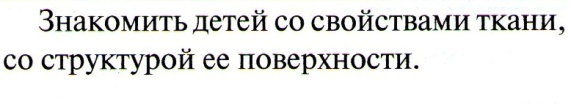 Знакомить детей со свойствами ткани,
со структурой ее поверхности.